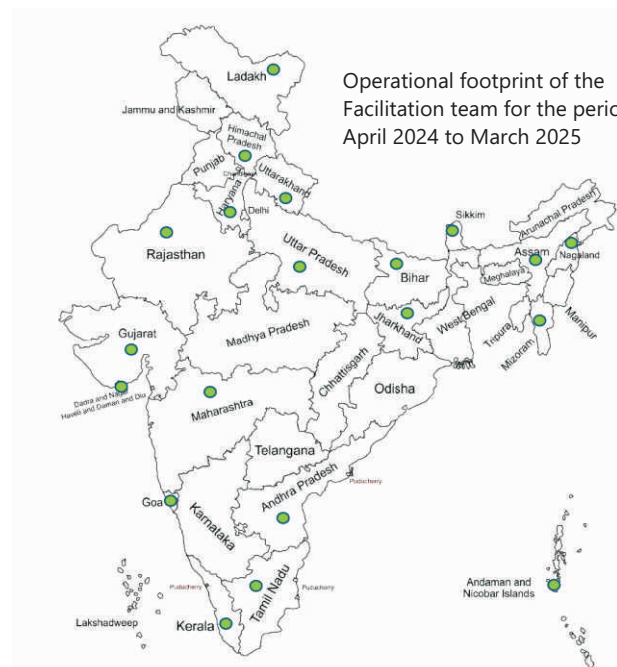 Operational footprint of the
Facilitation team for the perio
April 2024 to March 2025
Ladakh
Jammu and Kashmir
Himachal
Pradesh
Punjab
Uttarakhand
Haryana
Delhi
Rajasthan
Uttar Pradesh
Sikkim
Arunachal Pradesh
Assam
Nagaland
Meghalaya
Bihar
Jharkhand
West Bengal
Tripura
Mizoram
Manipur
Gujarat
Madhya Pradesh
Chhattisgarh
Odisha
Dadra and Nagar
Haveli and Daman and Diu
Maharashtra
Telangana
Andhra Pradesh
Puducherry
Goa
Karnataka
Puducherry
Tamil Nadu
Puducherry
Kerala
Lakshadweep
Andaman and
Nicobar Islands